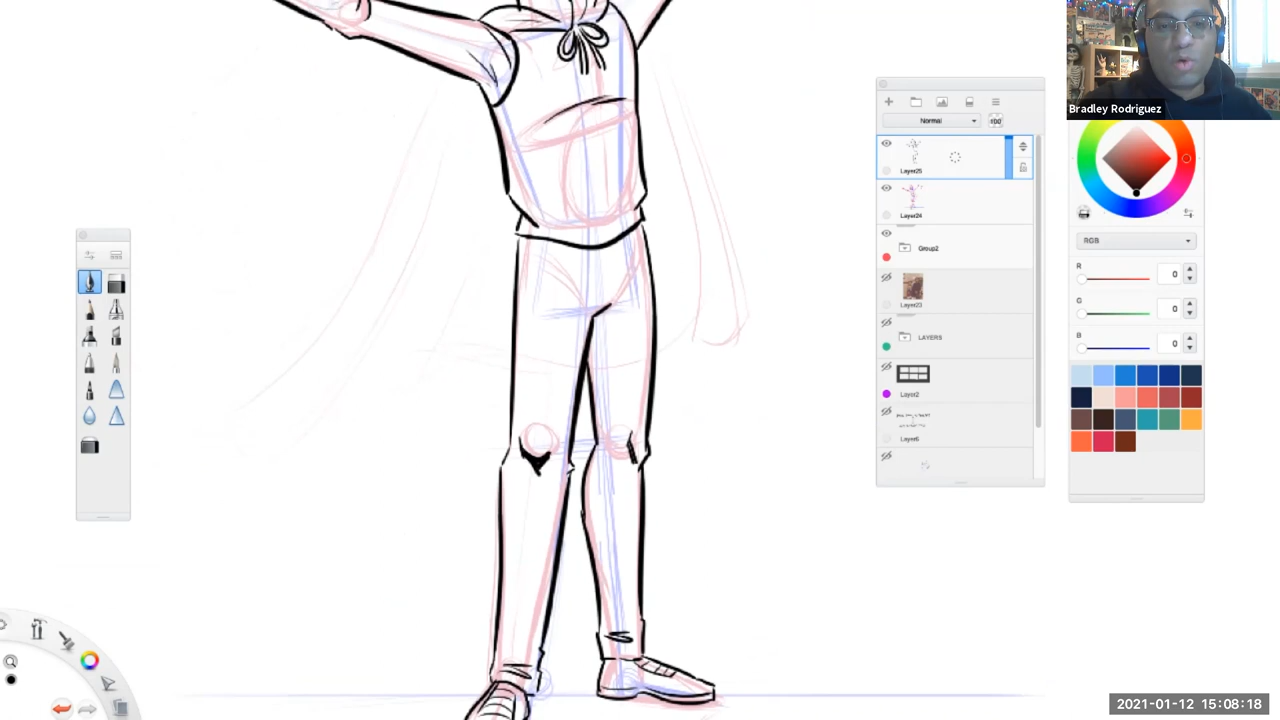 Bradley Rodriguez
Normal
100
Layer25
Layer24
Group2
Layer23
LAYERS
Layer2
Layer6
RGB
R
0
G
0
B
0
2021-01-12 15:08:18